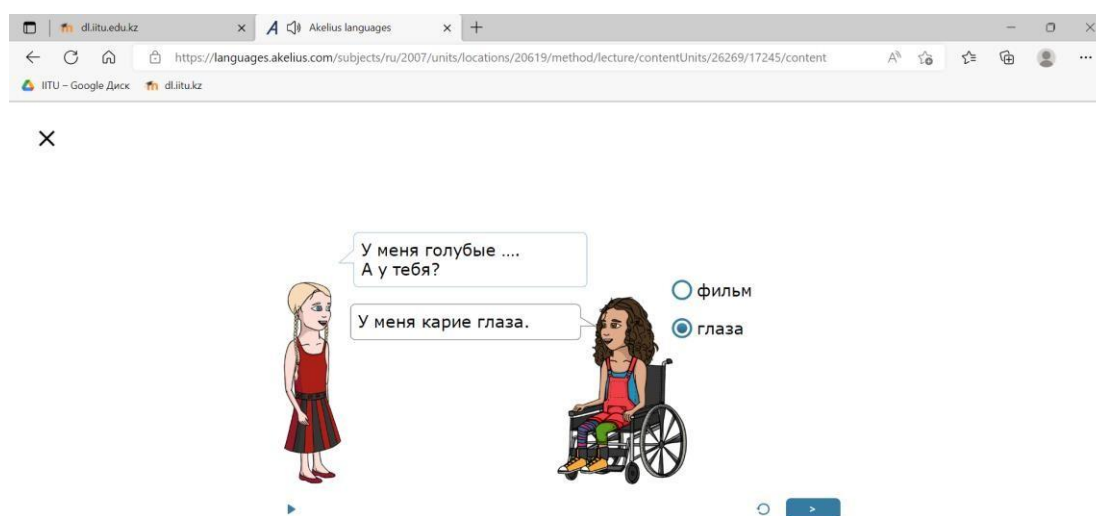 dl.iitu.edu.kz
Akelius languages
https://languages.akelius.com/subjects/ru/2007/units/locations/20619/method/lecture/contentUnits/26269/17245/content
IITU – Google Диск
dl.iitu.kz
У меня голубые ....
А у тебя?
фильм
У меня карие глаза.
глаза